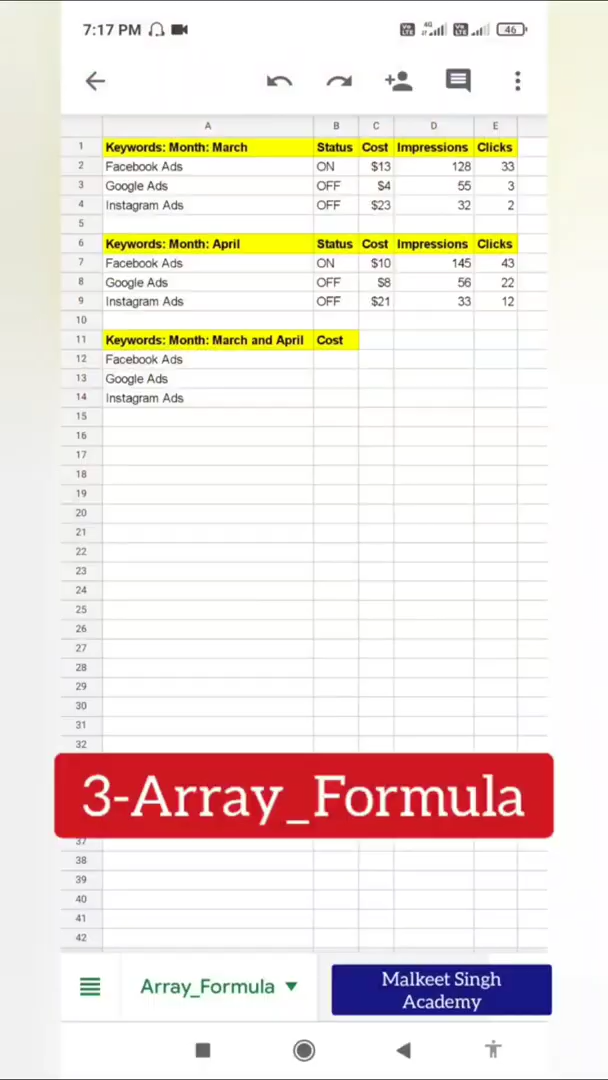 7:17 PM 4G 46
A B C D E
1 Keywords: Month: March Status Cost Impressions Clicks
2 Facebook Ads ON $13 128 33
3 Google Ads OFF $4 55 3
4 Instagram Ads OFF $23 32 2
5
6 Keywords: Month: April Status Cost Impressions Clicks
7 Facebook Ads ON $10 145 43
8 Google Ads OFF $8 56 22
9 Instagram Ads OFF $21 33 12
10
11 Keywords: Month: March and April Cost
12 Facebook Ads
13 Google Ads
14 Instagram Ads
15
16
17
18
19
20
21
22
23
24
25
26
27
28
29
30
31
32
3-Array_Formula
37
38
39
40
41
42
Array_Formula
Malkeet Singh
Academy